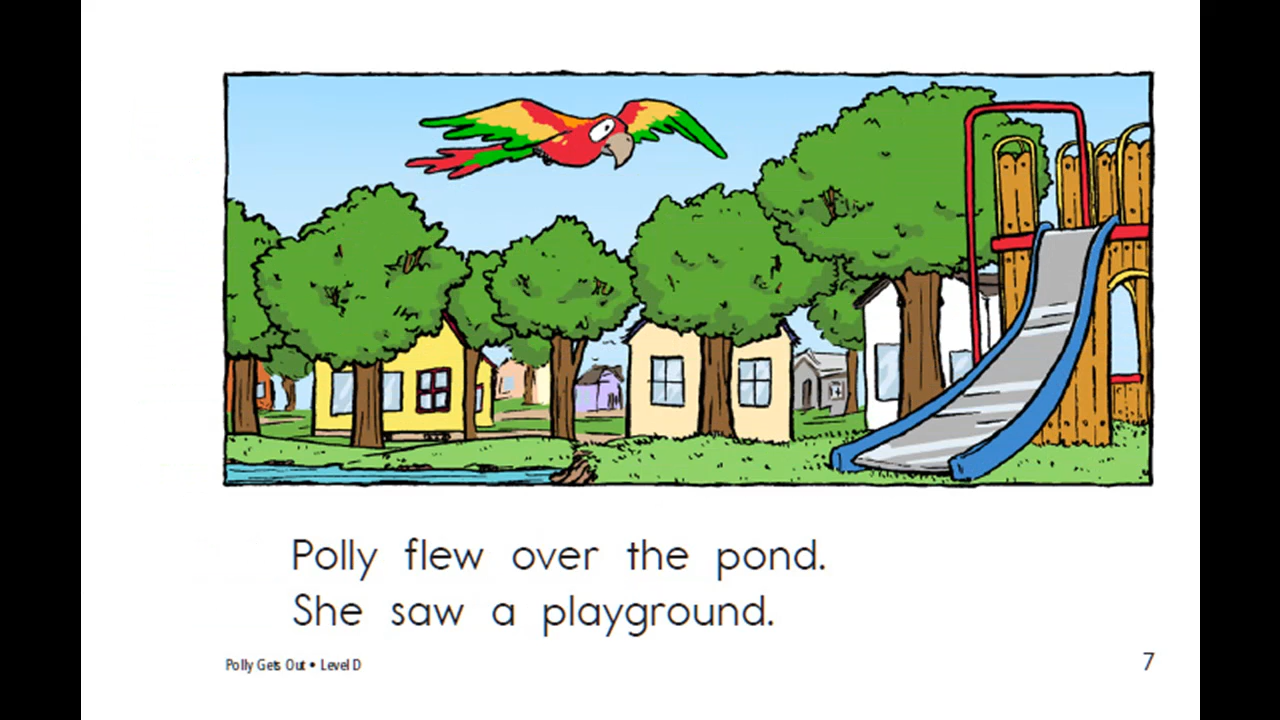 Polly flew over the pond.
She saw a playground.
Polly Gets Out • Level D
7